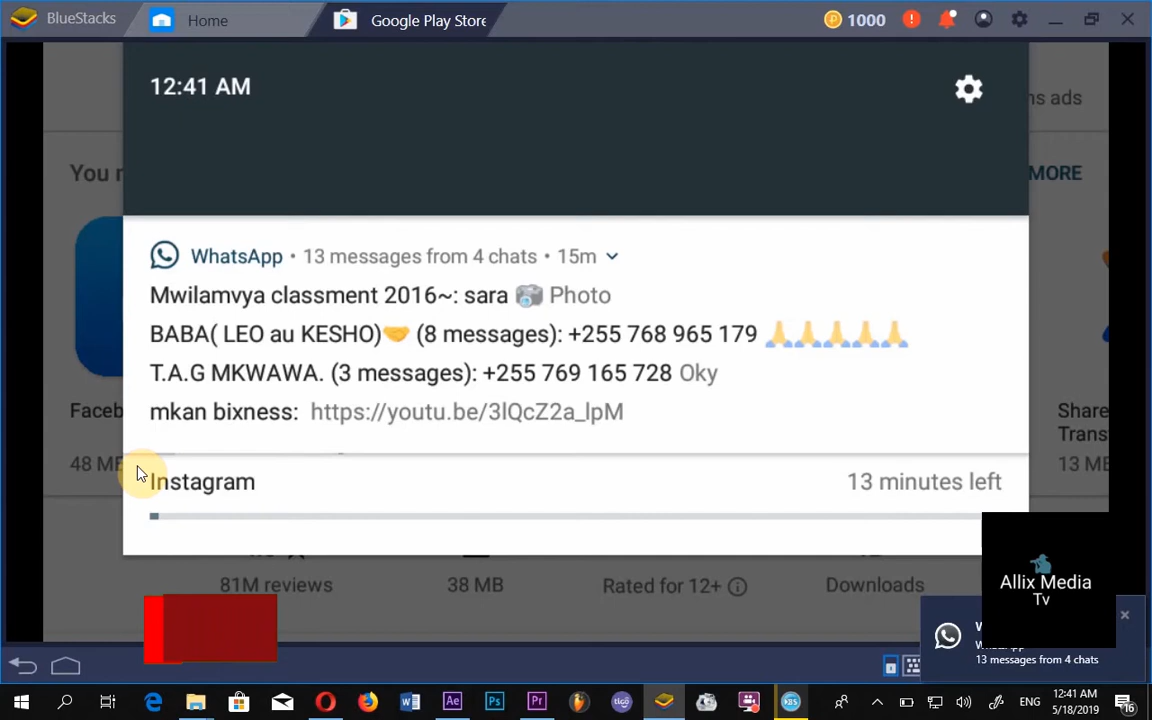 BlueStacks Home Google Play Store 1000
12:41 AM
ns ads
You m
MORE
WhatsApp • 13 messages from 4 chats • 15m
Mwilamvya classment 2016~: sara 📷 Photo
BABA( LEO au KESHO)🤝 (8 messages): +255 768 965 179 🙏🙏🙏🙏🙏
T.A.G MKWAWA. (3 messages): +255 769 165 728 Oky
mkan bixness: https://youtu.be/3lQcZ2a_lpM
Faceb
Share
Transf
48 ME
13 MB
Instagram 13 minutes left
81M reviews 38 MB Rated for 12+ Downloads
Allix Media
Tv
13 messages from 4 chats
ENG
12:41 AM
5/18/2019
16